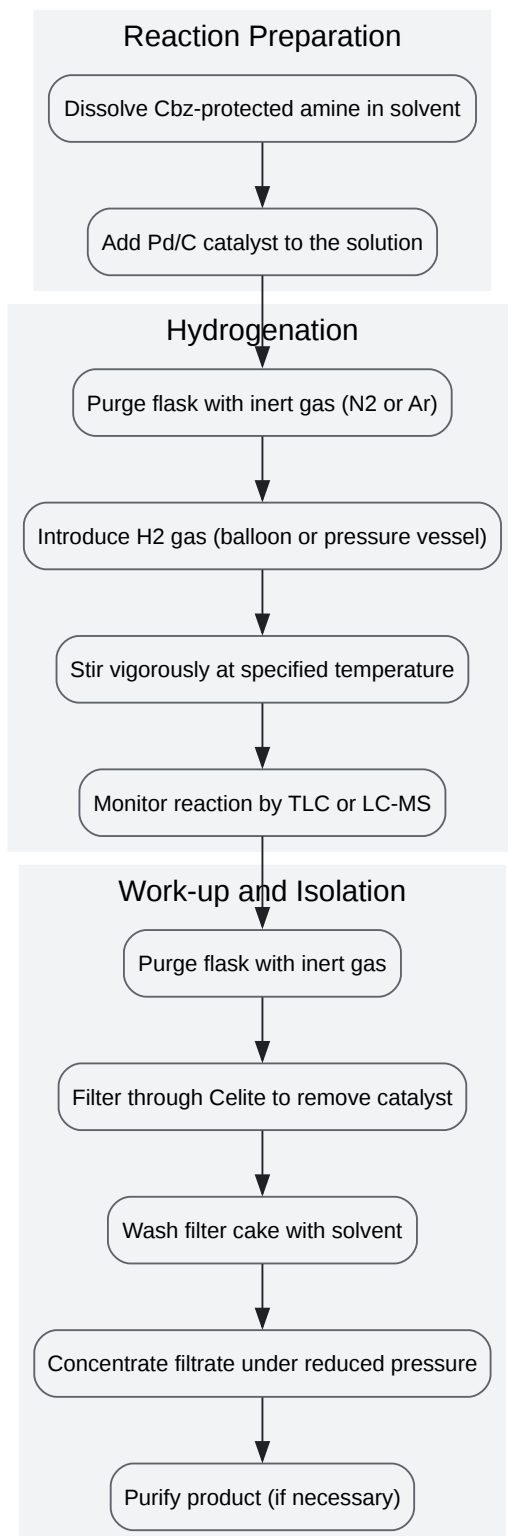 Reaction Preparation
Dissolve Cbz-protected amine in solvent
Add Pd/C catalyst to the solution
Hydrogenation
Purge flask with inert gas (N2 or Ar)
Introduce H2 gas (balloon or pressure vessel)
Stir vigorously at specified temperature
Monitor reaction by TLC or LC-MS
Work-up and Isolation
Purge flask with inert gas
Filter through Celite to remove catalyst
Wash filter cake with solvent
Concentrate filtrate under reduced pressure
Purify product (if necessary)